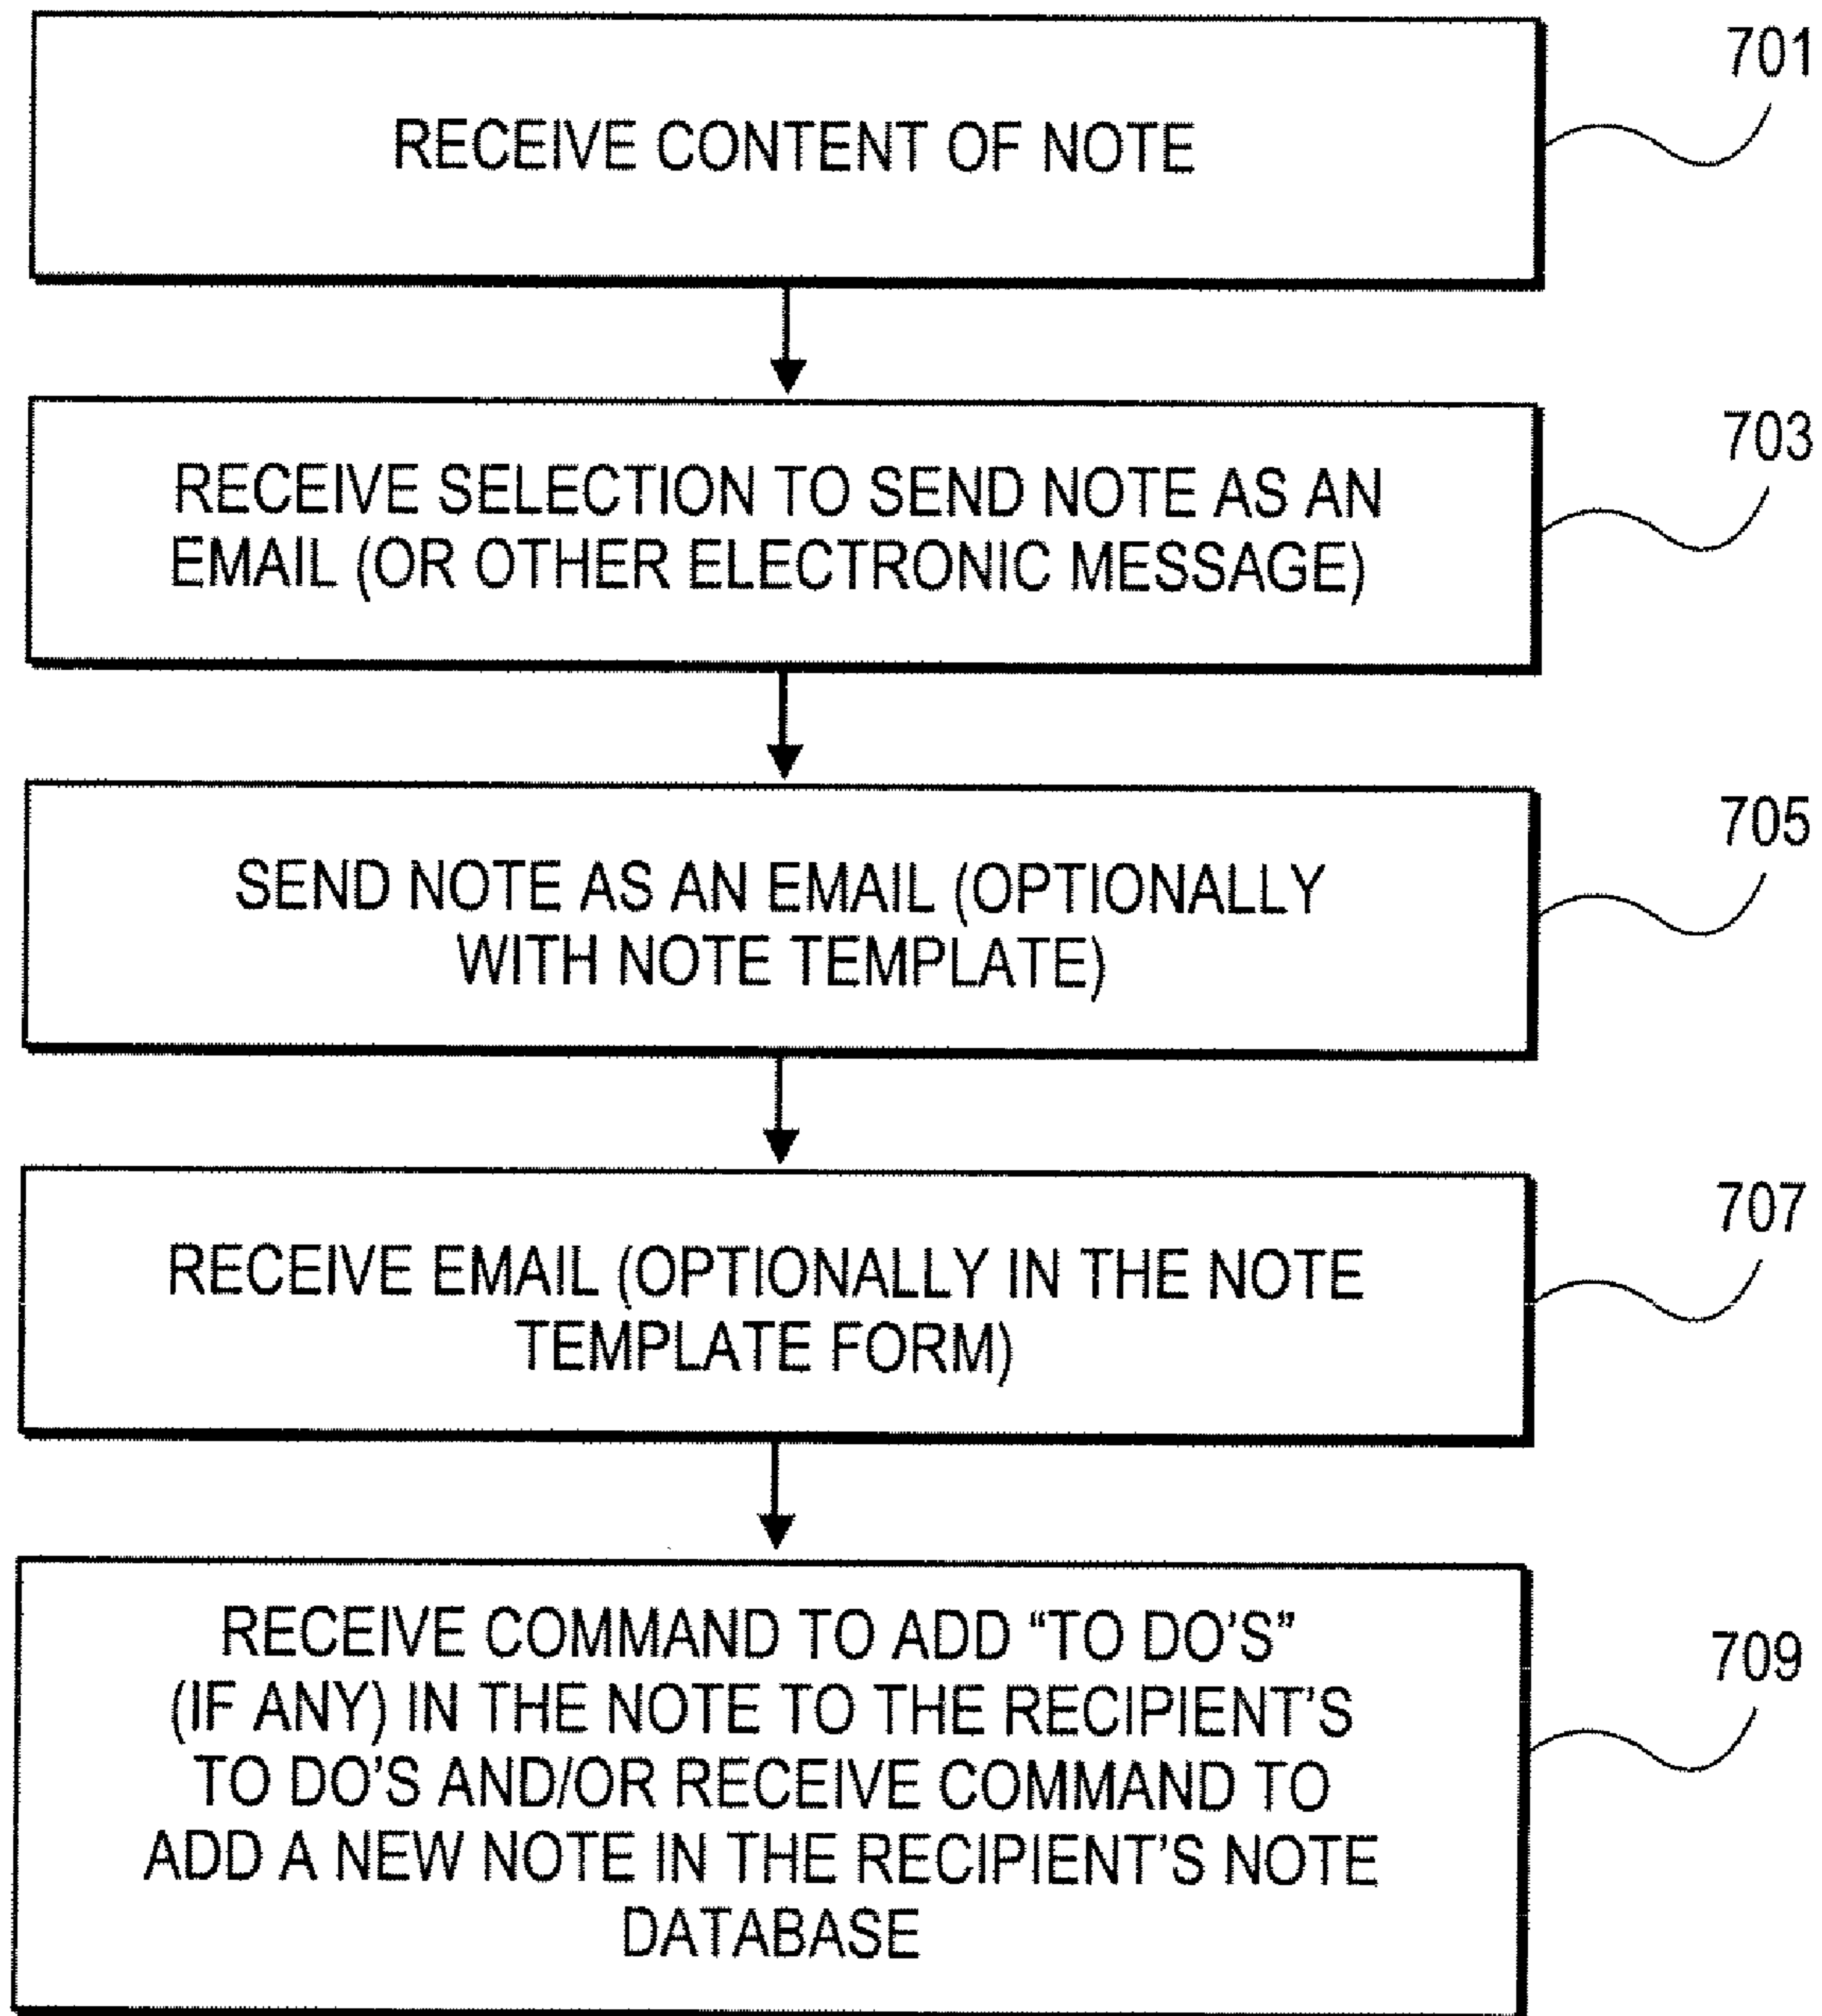 701
RECEIVE CONTENT OF NOTE
703
RECEIVE SELECTION TO SEND NOTE AS AN
EMAIL (OR OTHER ELECTRONIC MESSAGE)
705
SEND NOTE AS AN EMAIL (OPTIONALLY
WITH NOTE TEMPLATE)
707
RECEIVE EMAIL (OPTIONALLY IN THE NOTE
TEMPLATE FORM)
709
RECEIVE COMMAND TO ADD “TO DO’S”
(IF ANY) IN THE NOTE TO THE RECIPIENT’S
TO DO’S AND/OR RECEIVE COMMAND TO
ADD A NEW NOTE IN THE RECIPIENT’S NOTE
DATABASE